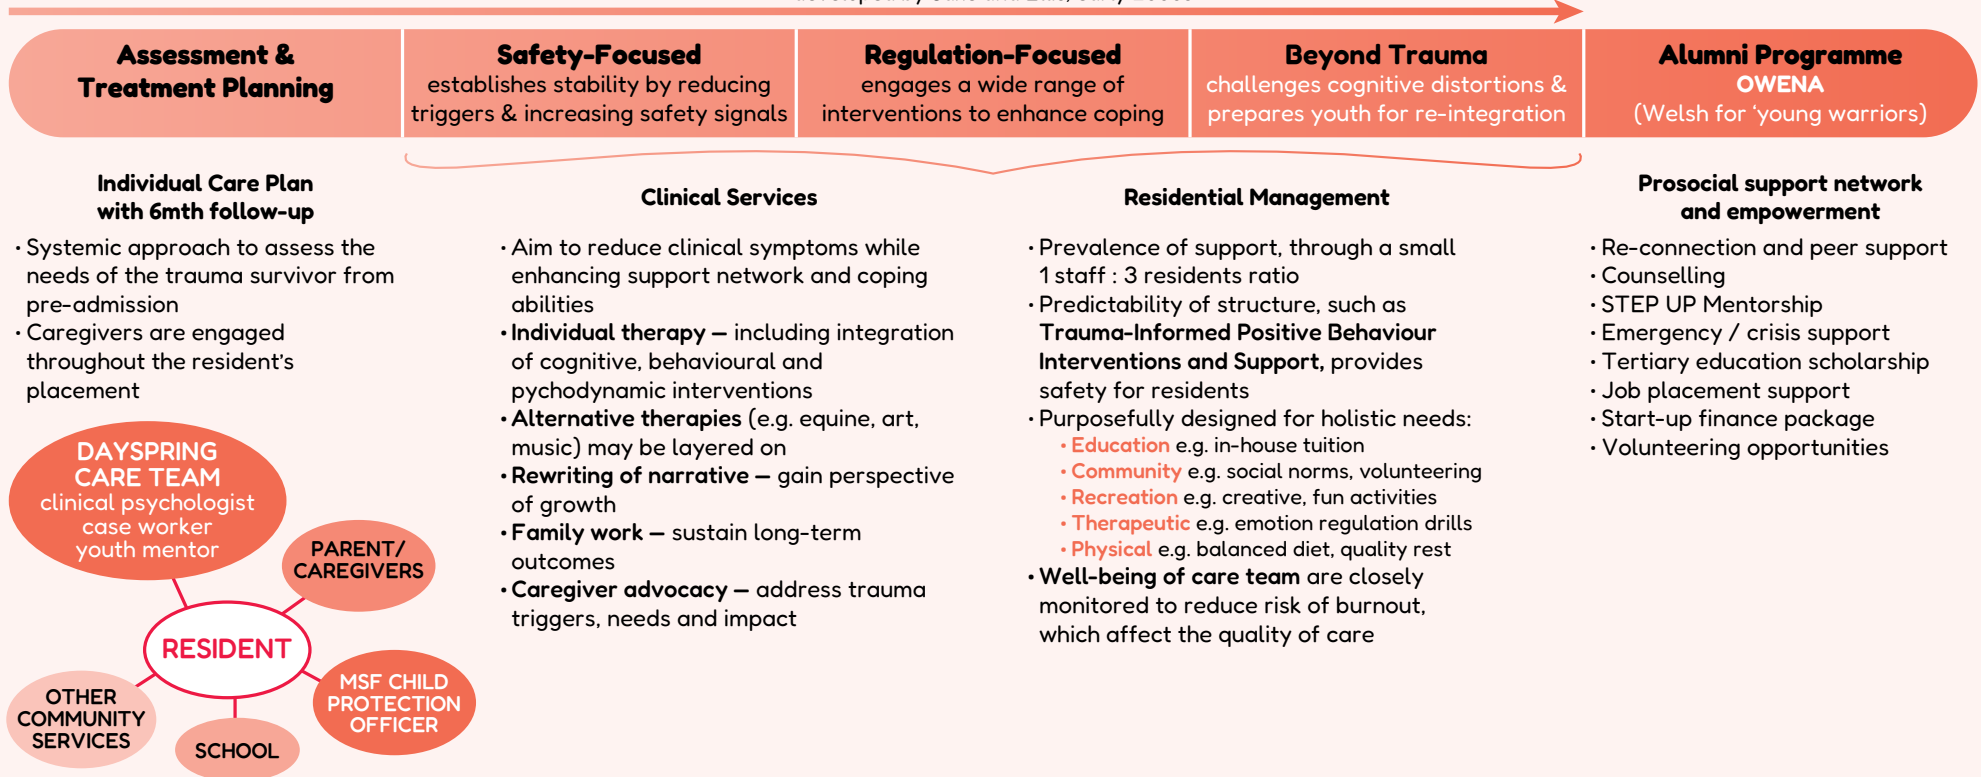 Assessment &
Treatment Planning
Safety-Focused
establishes stability by reducing
triggers & increasing safety signals
Regulation-Focused
engages a wide range of
interventions to enhance coping
Beyond Trauma
challenges cognitive distortions &
prepares youth for re-integration
Alumni Programme
OWENA
(Welsh for ‘young warriors)
Individual Care Plan
with 6mth follow-up
• Systemic approach to assess the
needs of the trauma survivor from
pre-admission
• Caregivers are engaged
throughout the resident’s
placement
DAYSPRING
CARE TEAM
clinical psychologist
case worker
youth mentor
PARENT/
CAREGIVERS
RESIDENT
MSF CHILD
PROTECTION
OFFICER
OTHER
COMMUNITY
SERVICES
SCHOOL
Clinical Services
• Aim to reduce clinical symptoms while
enhancing support network and coping
abilities
• Individual therapy – including integration
of cognitive, behavioural and
pychodynamic interventions
• Alternative therapies (e.g. equine, art,
music) may be layered on
• Rewriting of narrative – gain perspective
of growth
• Family work – sustain long-term
outcomes
• Caregiver advocacy – address trauma
triggers, needs and impact
Residential Management
• Prevalence of support, through a small
1 staff : 3 residents ratio
• Predictability of structure, such as
Trauma-Informed Positive Behaviour
Interventions and Support, provides
safety for residents
• Purposefully designed for holistic needs:
• Education e.g. in-house tuition
• Community e.g. social norms, volunteering
• Recreation e.g. creative, fun activities
• Therapeutic e.g. emotion regulation drills
• Physical e.g. balanced diet, quality rest
• Well-being of care team are closely
monitored to reduce risk of burnout,
which affect the quality of care
Prosocial support network
and empowerment
• Re-connection and peer support
• Counselling
• STEP UP Mentorship
• Emergency / crisis support
• Tertiary education scholarship
• Job placement support
• Start-up finance package
• Volunteering opportunities